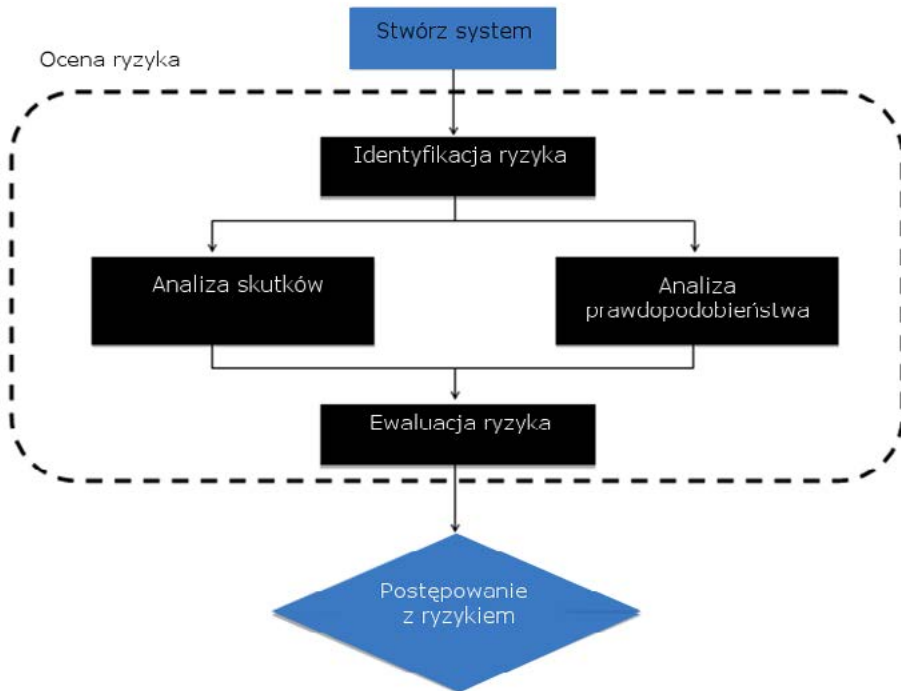 Stwórz system
Ocena ryzyka
Identyfikacja ryzyka
Analiza skutków
Analiza
prawdopodobieństwa
Ewaluacja ryzyka
Postępowanie
z ryzykiem